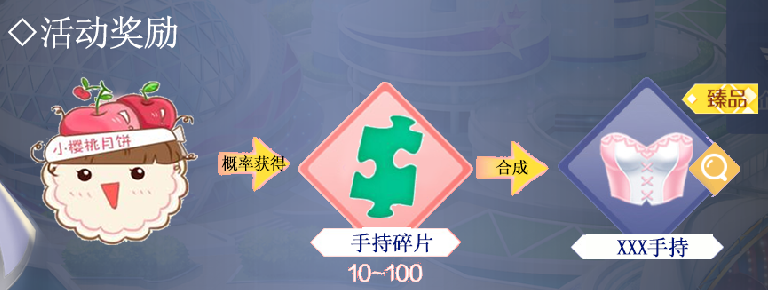 ◇活动奖励
小樱桃月饼
概率获得
手持碎片
10~100
合成
臻品
XXX手持